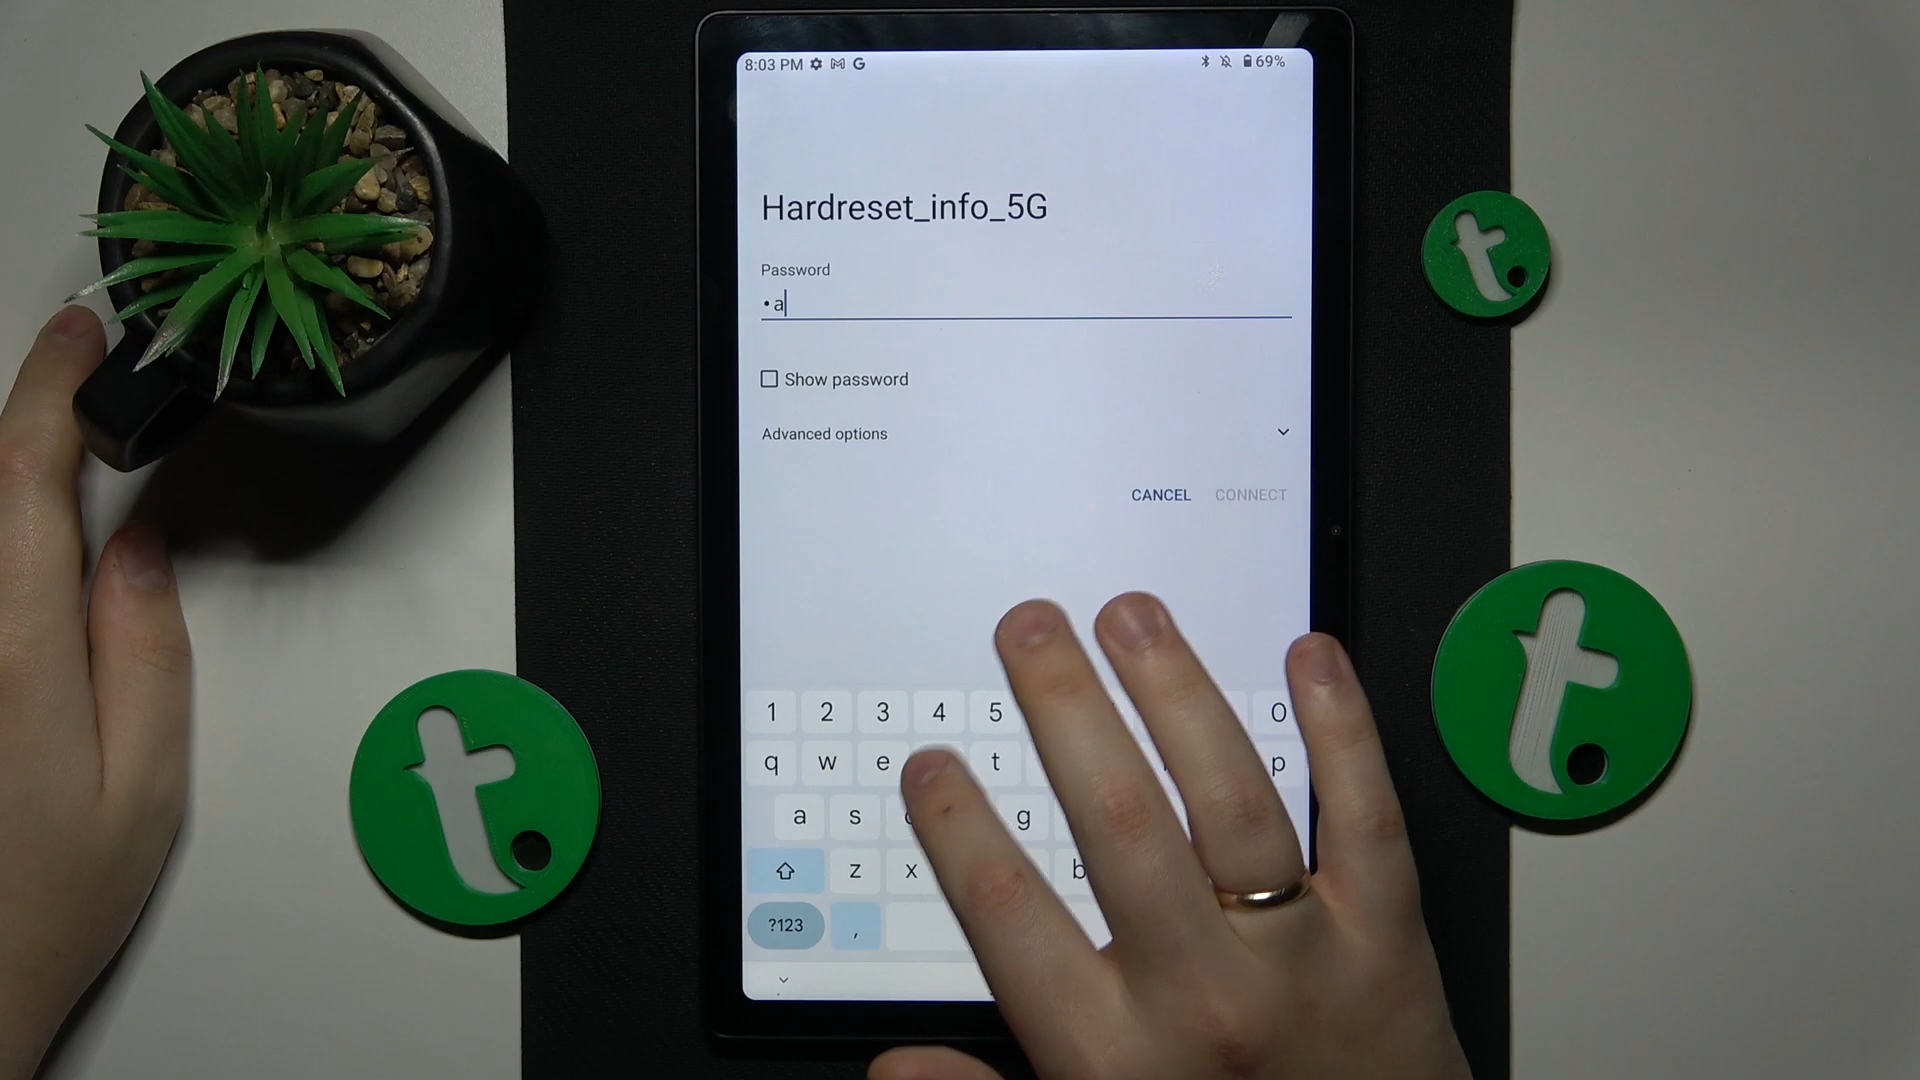 8:03 PM G 69%
Hardreset_info_5G
Password
•a
Show password
Advanced options
CANCEL CONNECT
1 2 3 4 5 0
q w e t p
a s g
z x b
?123 ,
t
t
t